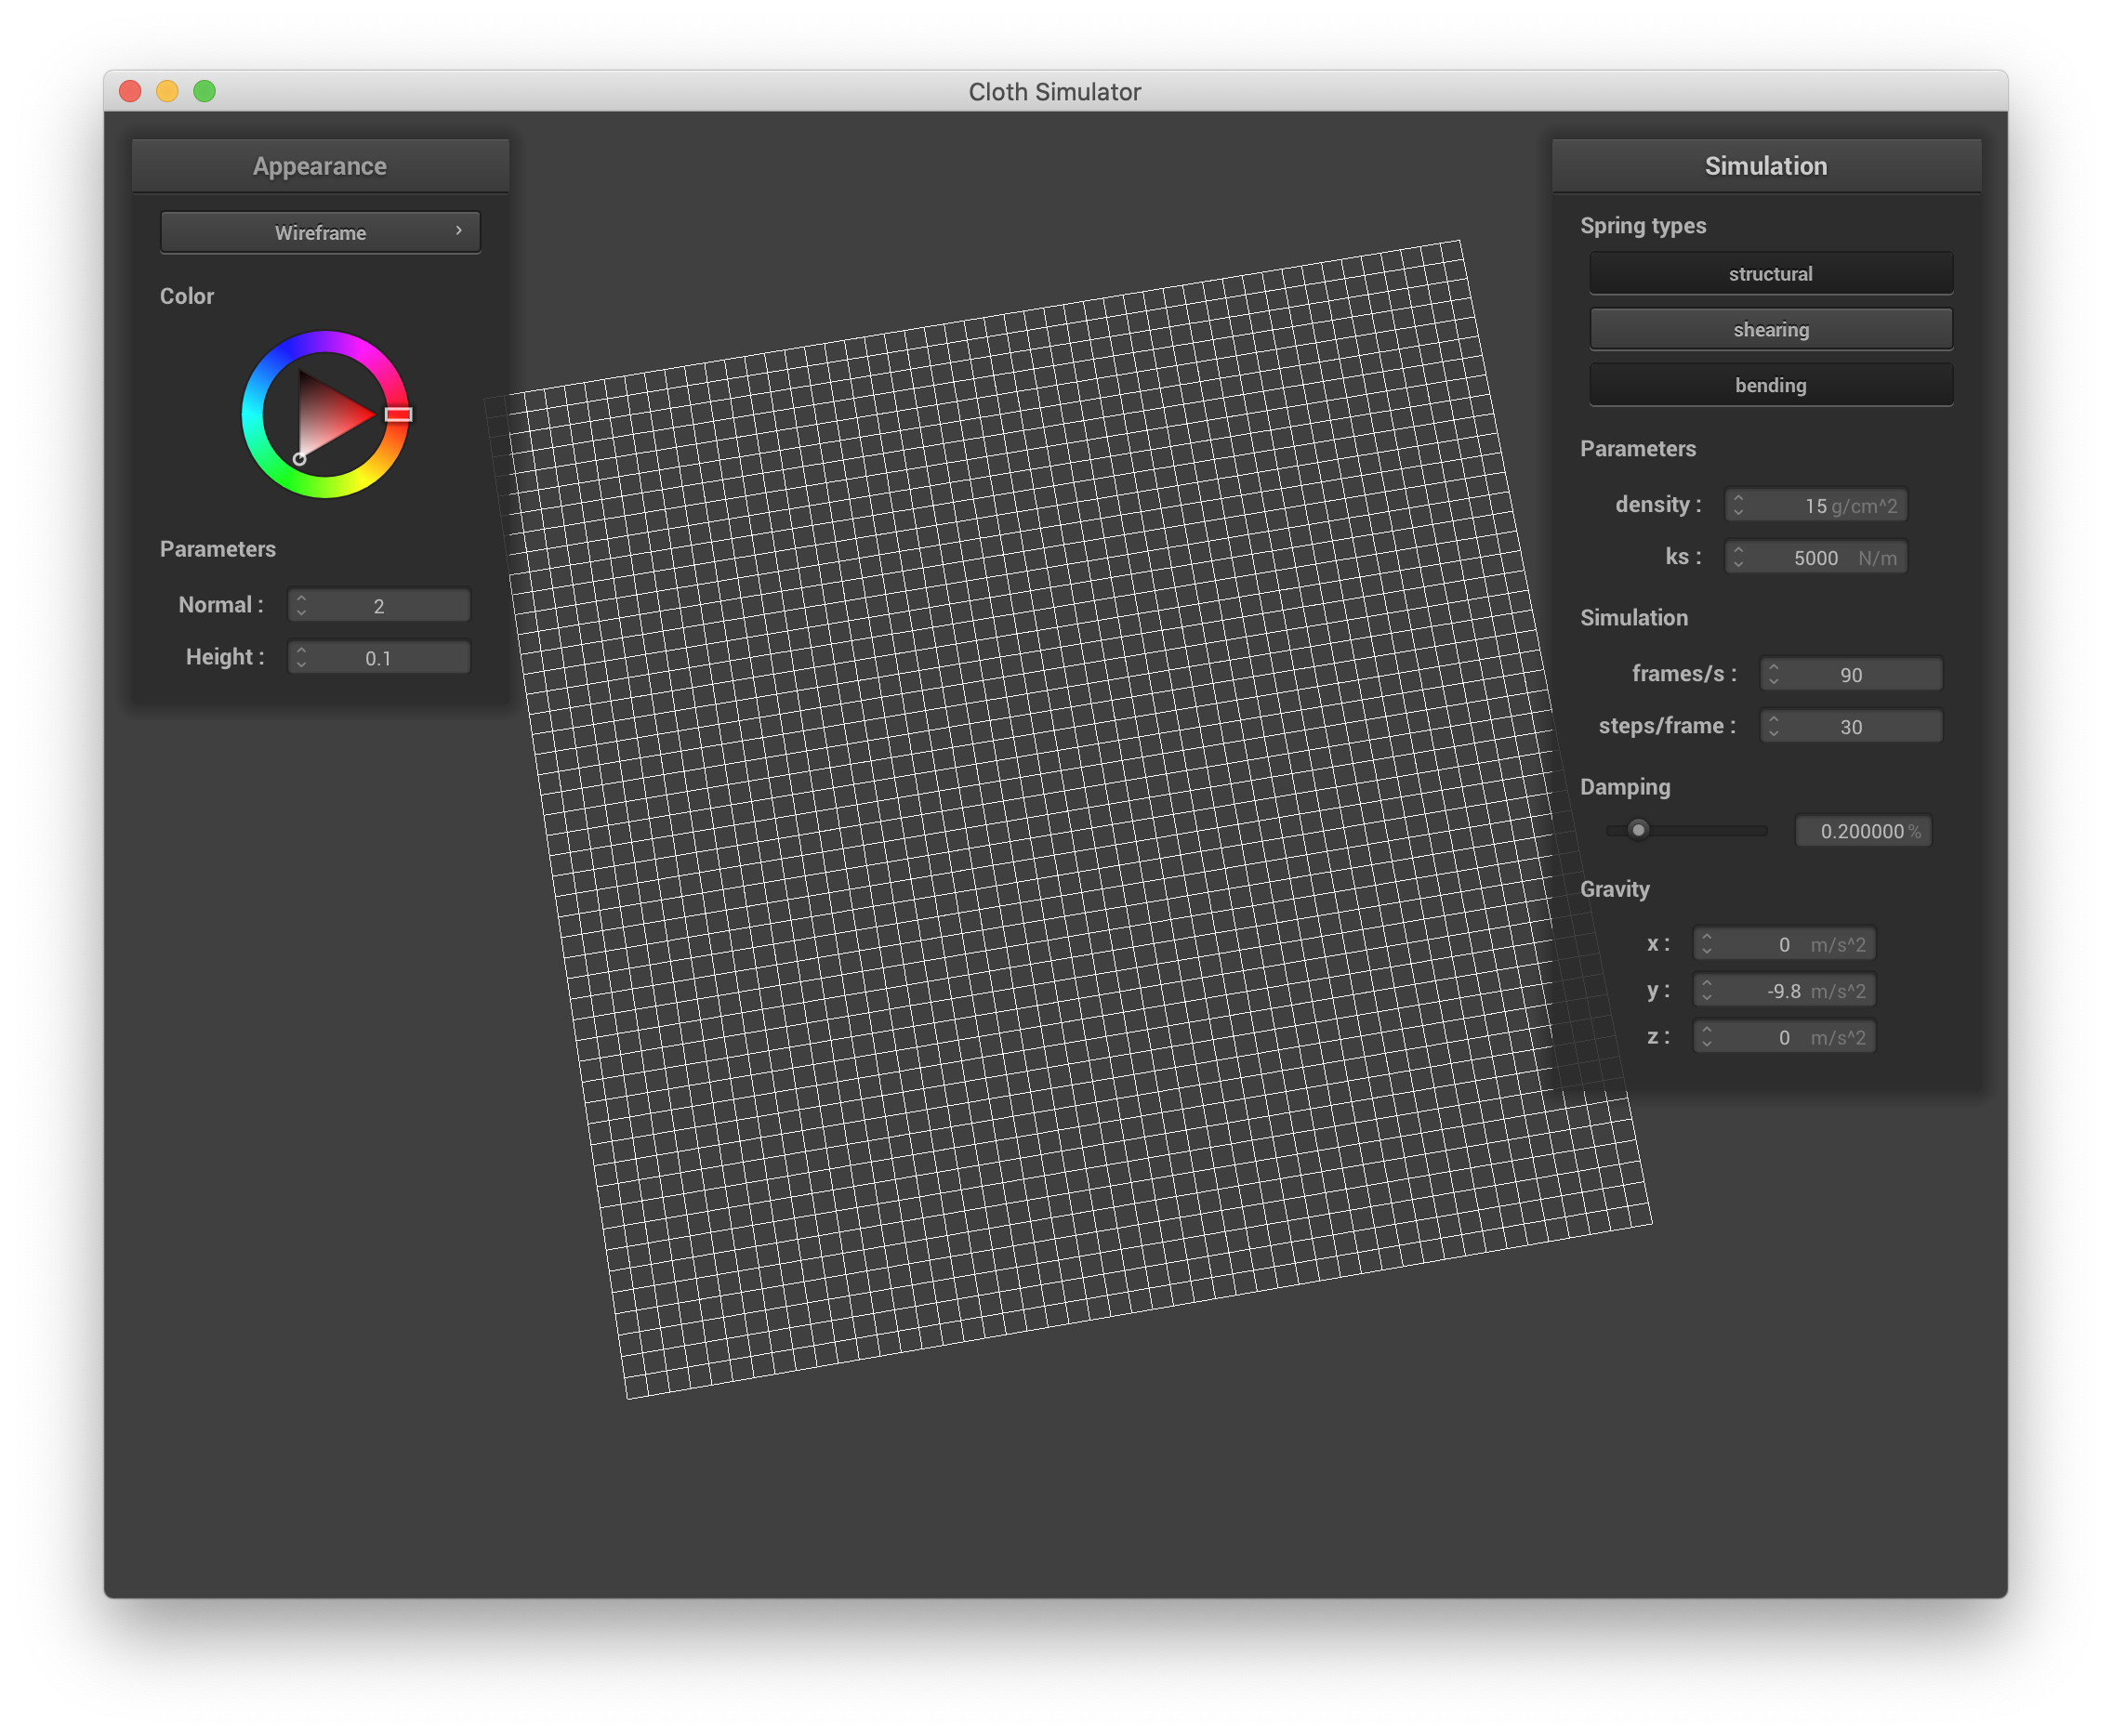 Cloth Simulator
Appearance
Wireframe
Color
Parameters
Normal : 2
Height : 0.1
Simulation
Spring types
structural
shearing
bending
Parameters
density : 15 g/cm^2
ks : 5000 N/m
Simulation
frames/s : 90
steps/frame : 30
Damping
0.200000 %
Gravity
x : 0 m/s^2
y : -9.8 m/s^2
z : 0 m/s^2